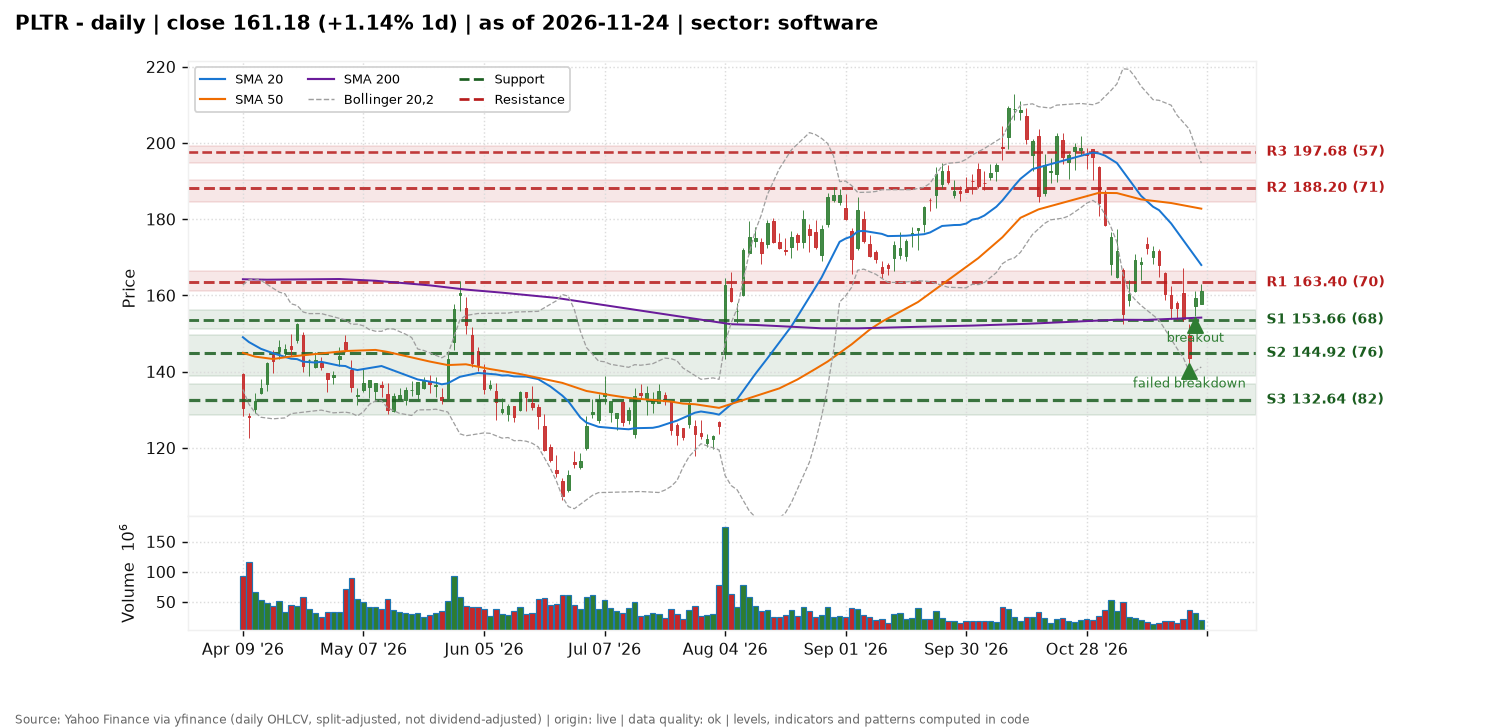 PLTR - daily | close 161.18 (+1.14% 1d) | as of 2026-11-24 | sector: software
SMA 20
SMA 50
SMA 200
Bollinger 20,2
Support
Resistance
Price
220
200
180
160
140
120
R3 197.68 (57)
R2 188.20 (71)
R1 163.40 (70)
S1 153.66 (68)
breakout
S2 144.92 (76)
failed breakdown
S3 132.64 (82)
Volume 10⁶
150
100
50
Apr 09 '26
May 07 '26
Jun 05 '26
Jul 07 '26
Aug 04 '26
Sep 01 '26
Sep 30 '26
Oct 28 '26
Source: Yahoo Finance via yfinance (daily OHLCV, split-adjusted, not dividend-adjusted) | origin: live | data quality: ok | levels, indicators and patterns computed in code